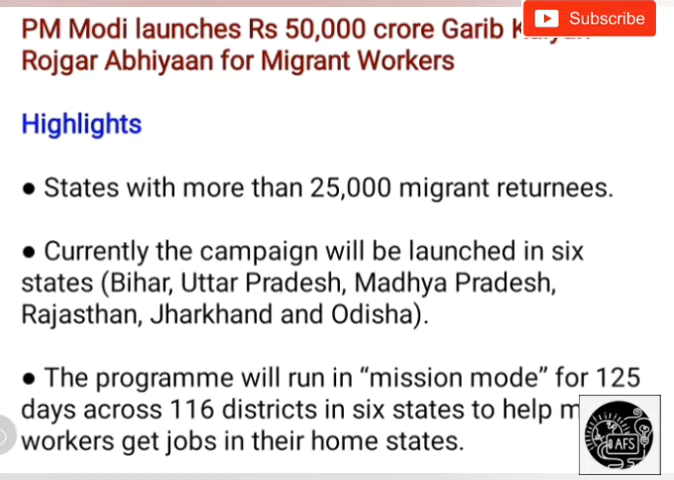 PM Modi launches Rs 50,000 crore Garib
Subscribe
Rojgar Abhiyaan for Migrant Workers
Highlights
● States with more than 25,000 migrant returnees.
● Currently the campaign will be launched in six
states (Bihar, Uttar Pradesh, Madhya Pradesh,
Rajasthan, Jharkhand and Odisha).
● The programme will run in “mission mode” for 125
days across 116 districts in six states to help
workers get jobs in their home states.
AFS